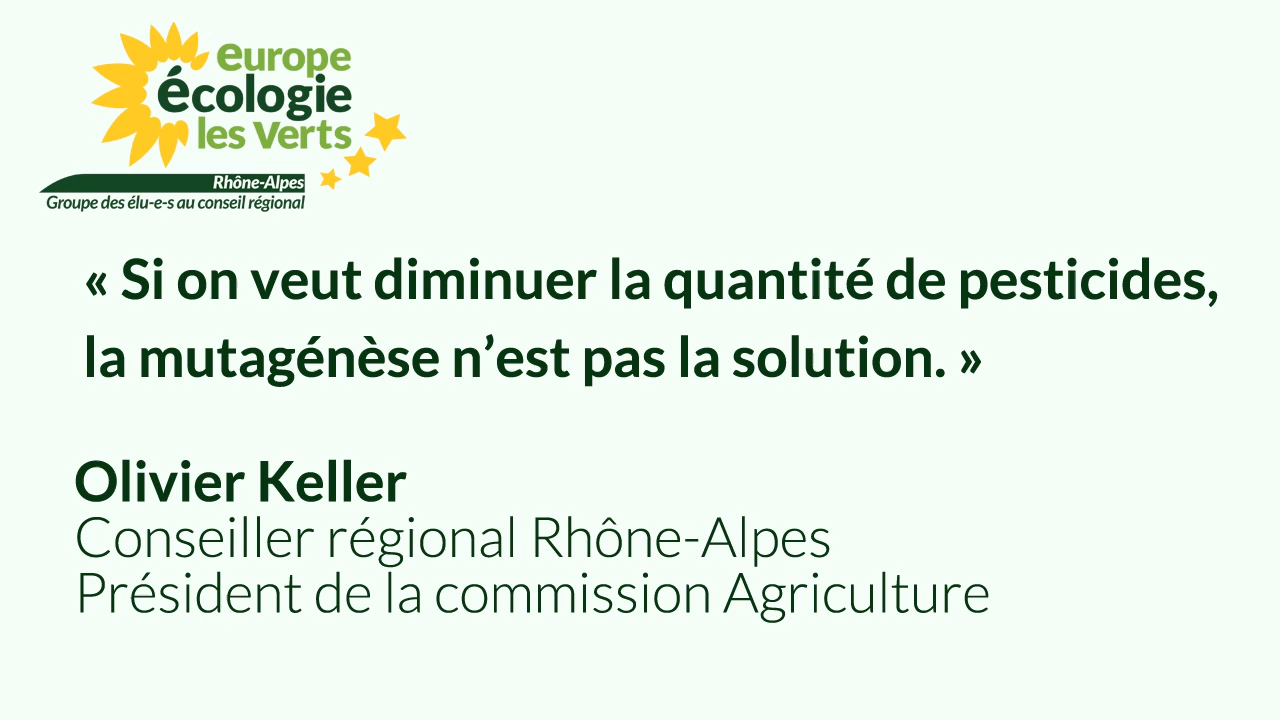 europe
écologie
les verts
Rhône-Alpes
Groupe des élu-e-s au conseil régional
« Si on veut diminuer la quantité de pesticides,
la mutagénèse n’est pas la solution. »
Olivier Keller
Conseiller régional Rhône-Alpes
Président de la commission Agriculture